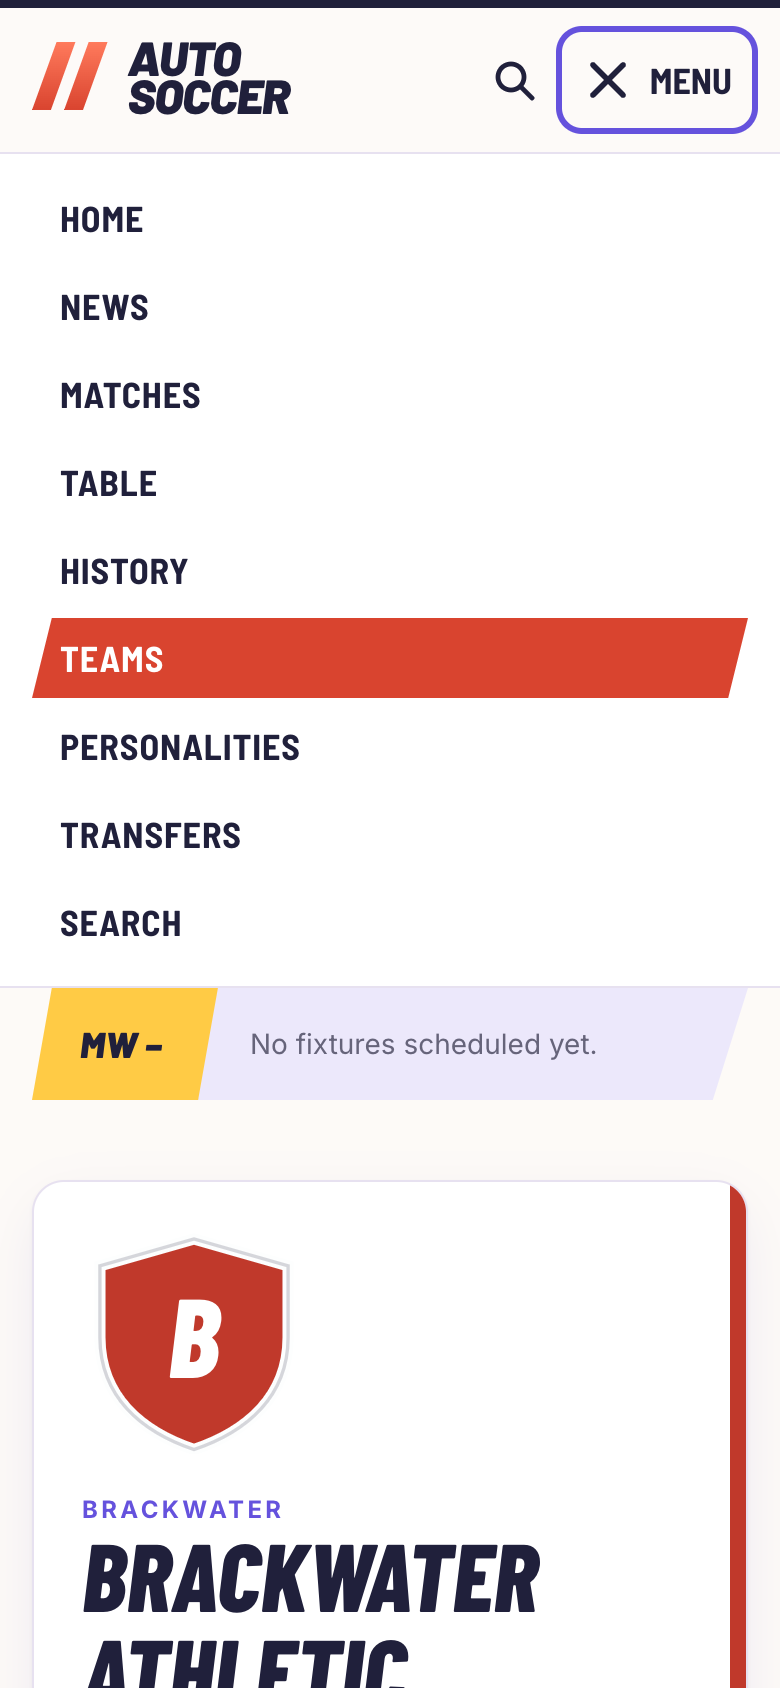 AUTO
SOCCER
MENU
HOME
NEWS
MATCHES
TABLE
HISTORY
TEAMS
PERSONALITIES
TRANSFERS
SEARCH
MW –
No fixtures scheduled yet.
B
BRACKWATER
BRACKWATER
ATHLETIC